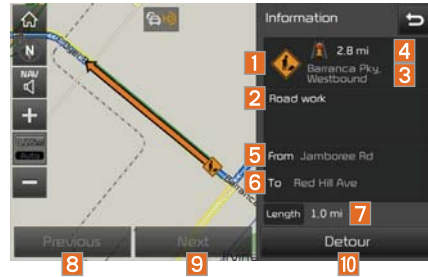 Information
N
2.8 mi
4
1
Barranca Pky,
Westbound
3
NAV
2
Road work
Auto
5
From Jamboree Rd
6
To Red Hill Ave
Length 1.0 mi
7
Previous
Next
Detour
8
9
10